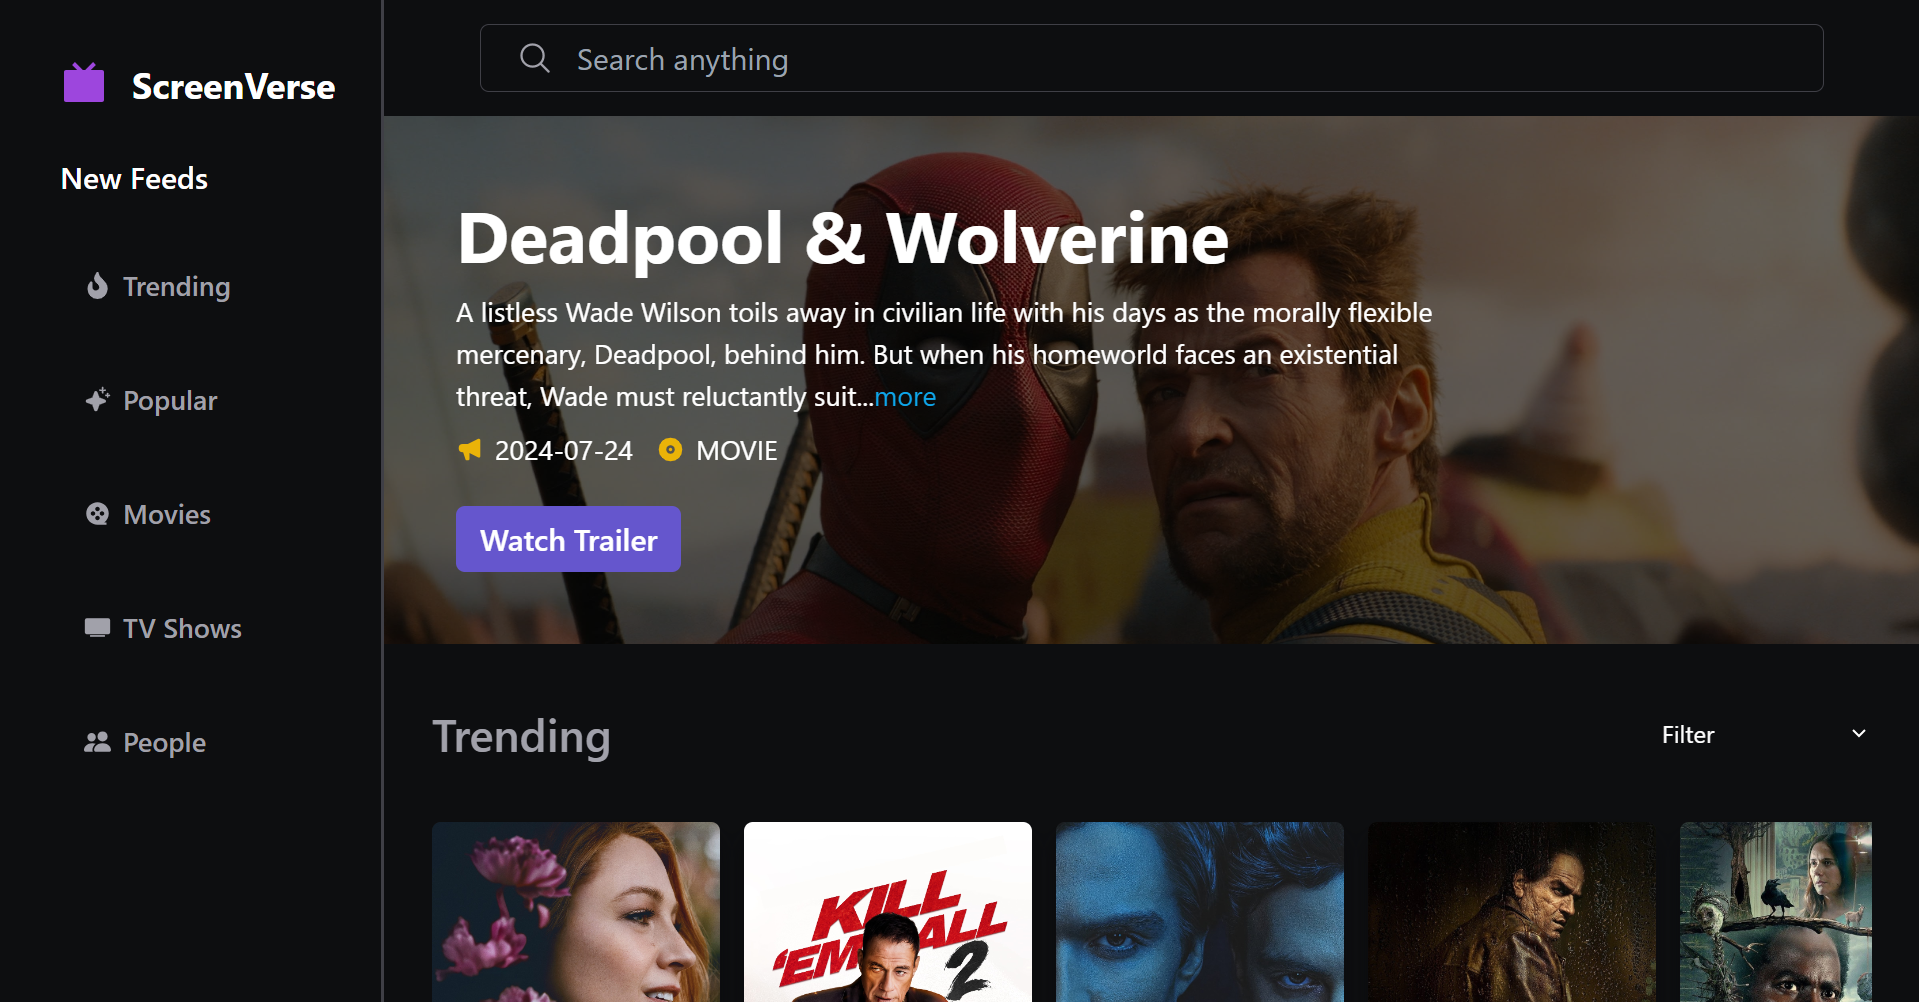 ScreenVerse
New Feeds
Trending
Popular
Movies
TV Shows
People
Search anything
Deadpool & Wolverine
A listless Wade Wilson toils away in civilian life with his days as the morally flexible
mercenary, Deadpool, behind him. But when his homeworld faces an existential
threat, Wade must reluctantly suit...more
2024-07-24 MOVIE
Watch Trailer
Trending
Filter
KILL
'EM ALL
2